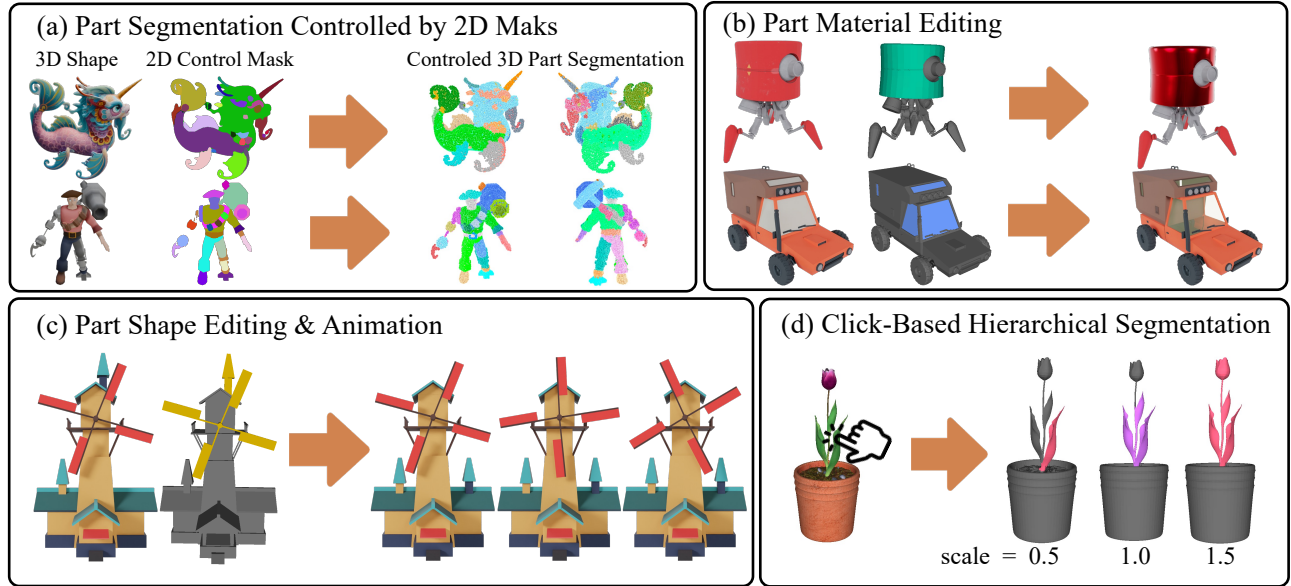 (a) Part Segmentation Controlled by 2D Maks
3D Shape
2D Control Mask
Controled 3D Part Segmentation
(b) Part Material Editing
(c) Part Shape Editing & Animation
(d) Click-Based Hierarchical Segmentation
scale = 0.5 1.0 1.5